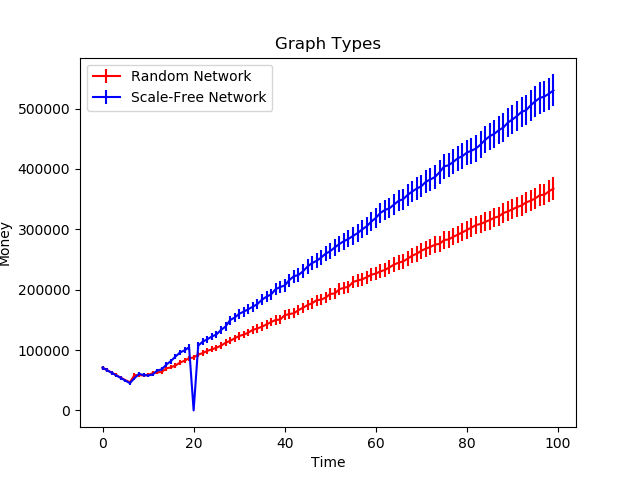 Graph Types
Random Network
Scale-Free Network
500000
400000
300000
200000
100000
0
Money
0 20 40 60 80 100
Time